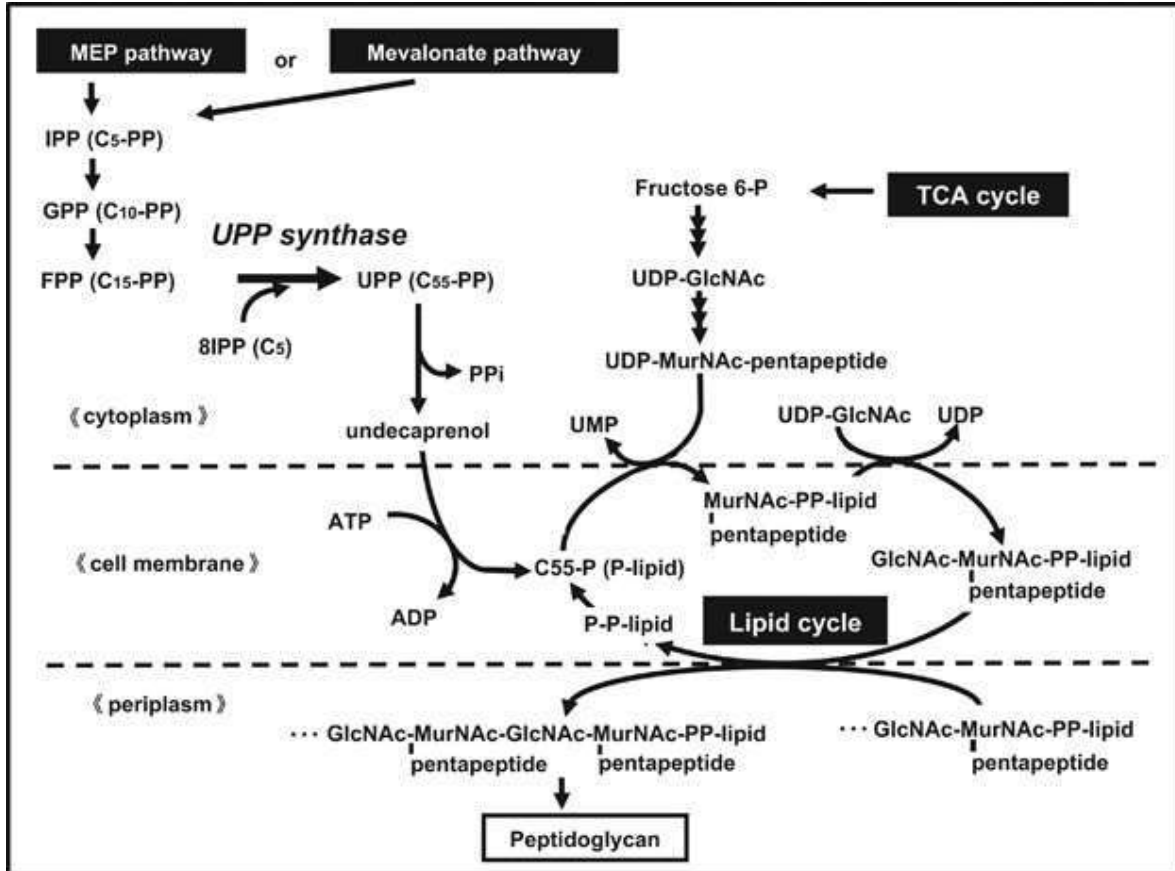 MEP pathway or Mevalonate pathway
IPP (C5-PP)
Fructose 6-P TCA cycle
GPP (C10-PP)
UPP synthase
FPP (C15-PP) UPP (C55-PP) UDP-GlcNAc
8IPP (C5)
UDP-MurNAc-pentapeptide
PPi
《cytoplasm》 undecaprenol UMP UDP-GlcNAc UDP
MurNAc-PP-lipid
pentapeptide
ATP
《cell membrane》 C55-P (P-lipid) GlcNAc-MurNAc-PP-lipid
pentapeptide
ADP P-P-lipid Lipid cycle
《periplasm》
··· GlcNAc-MurNAc-GlcNAc-MurNAc-PP-lipid ··· GlcNAc-MurNAc-PP-lipid
pentapeptide pentapeptide pentapeptide
Peptidoglycan